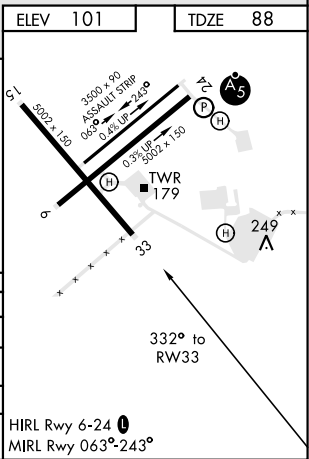 ELEV 101
TDZE 88
15
5002 x 150
3500 x 90
ASSAULT STRIP
063° 243°
0.4% UP
0.3% UP
5002 x 150
24
A5
P
H
H
TWR
179
6
33
H
249
x x
x x x x x
332° to
RW33
HIRL Rwy 6-24 L
MIRL Rwy 063°-243°